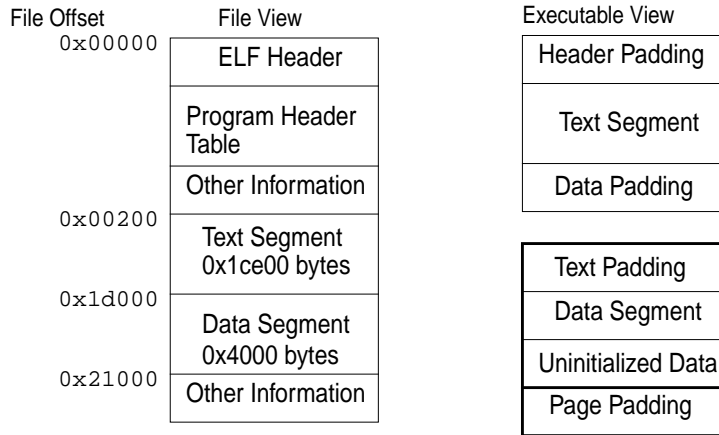 File Offset
File View
Executable View
0x00000
ELF Header
Program Header
Table
Other Information
0x00200
Text Segment
0x1ce00 bytes
0x1d000
Data Segment
0x4000 bytes
0x21000
Other Information
Header Padding
Text Segment
Data Padding
Text Padding
Data Segment
Uninitialized Data
Page Padding